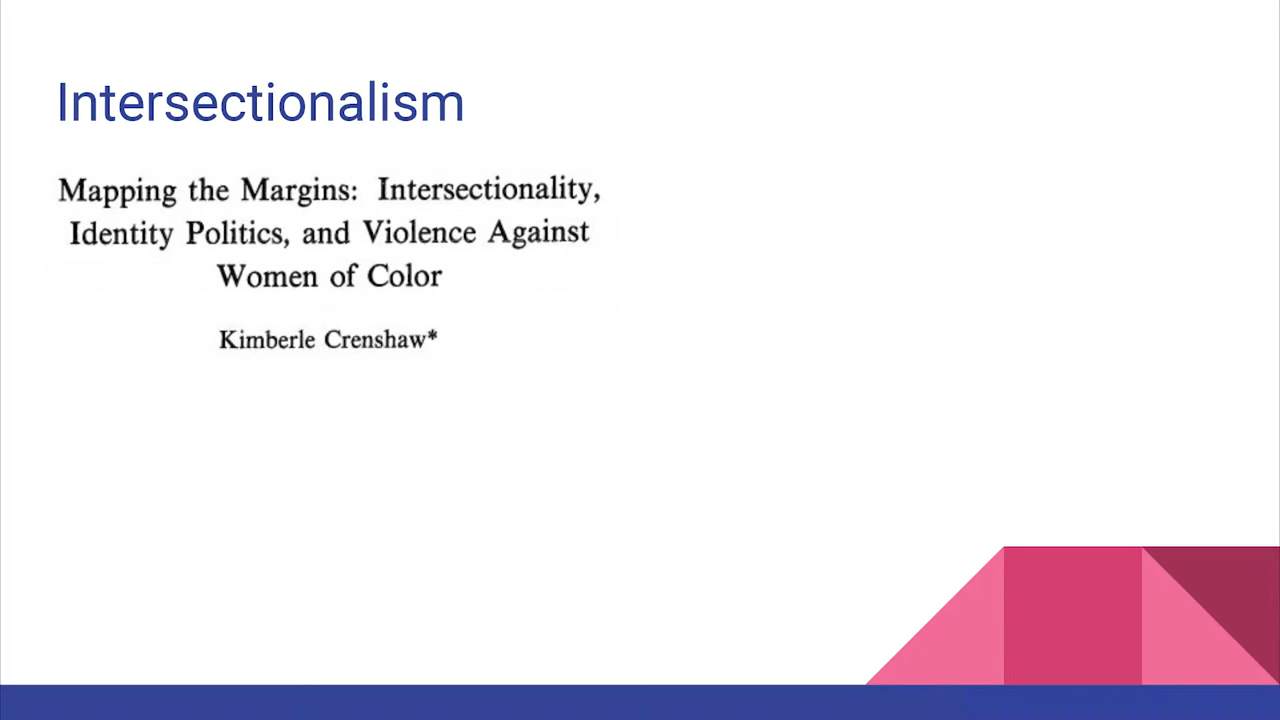 Intersectionalism
Mapping the Margins: Intersectionality,
Identity Politics, and Violence Against
Women of Color
Kimberle Crenshaw*